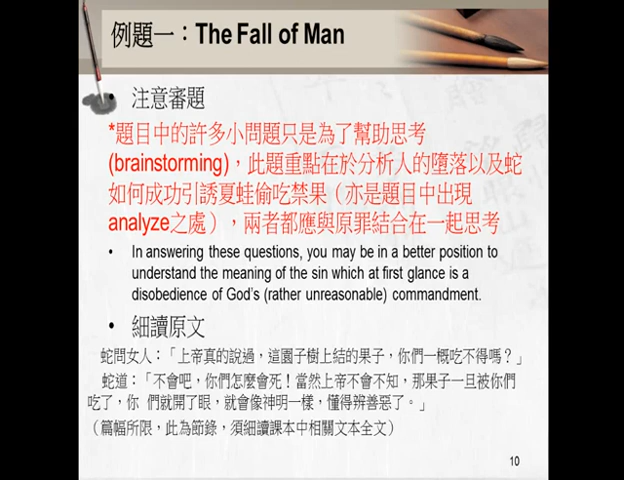 例題一：The Fall of Man
• 注意審題
*題目中的許多小問題只是為了幫助思考
(brainstorming)，此題重點在於分析人的墮落以及蛇
如何成功引誘夏娃偷吃禁果（亦是題目中出現
analyze之處），兩者都應與原罪結合在一起思考
• In answering these questions, you may be in a better position to
understand the meaning of the sin which at first glance is a
disobedience of God's (rather unreasonable) commandment.
• 細讀原文
蛇問女人：「上帝真的說過，這園子樹上結的果子，你們一概吃不得嗎？」
蛇道：「不會吧，你們怎麼會死！當然上帝不會不知，那果子一旦被你們
吃了，你 們就開了眼，就會像神明一樣，懂得辨善惡了。」
（篇幅所限，此為節錄，須細讀課本中相關文本全文）
10